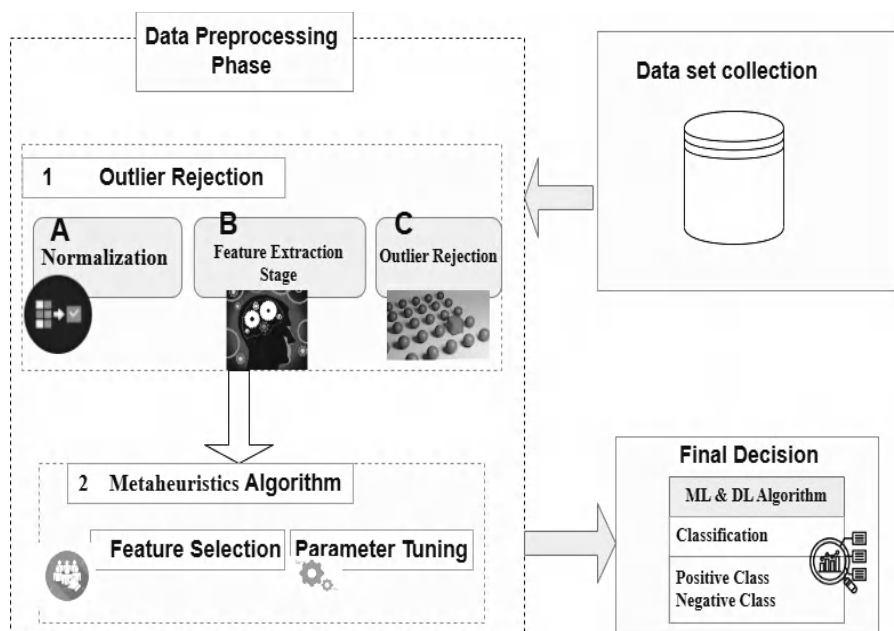 Data Preprocessing
Phase
Data set collection
1 Outlier Rejection
A
Normalization
B
Feature Extraction
Stage
C
Outlier Rejection
2 Metaheuristics Algorithm
Feature Selection
Parameter Tuning
Final Decision
ML & DL Algorithm
Classification
Positive Class
Negative Class